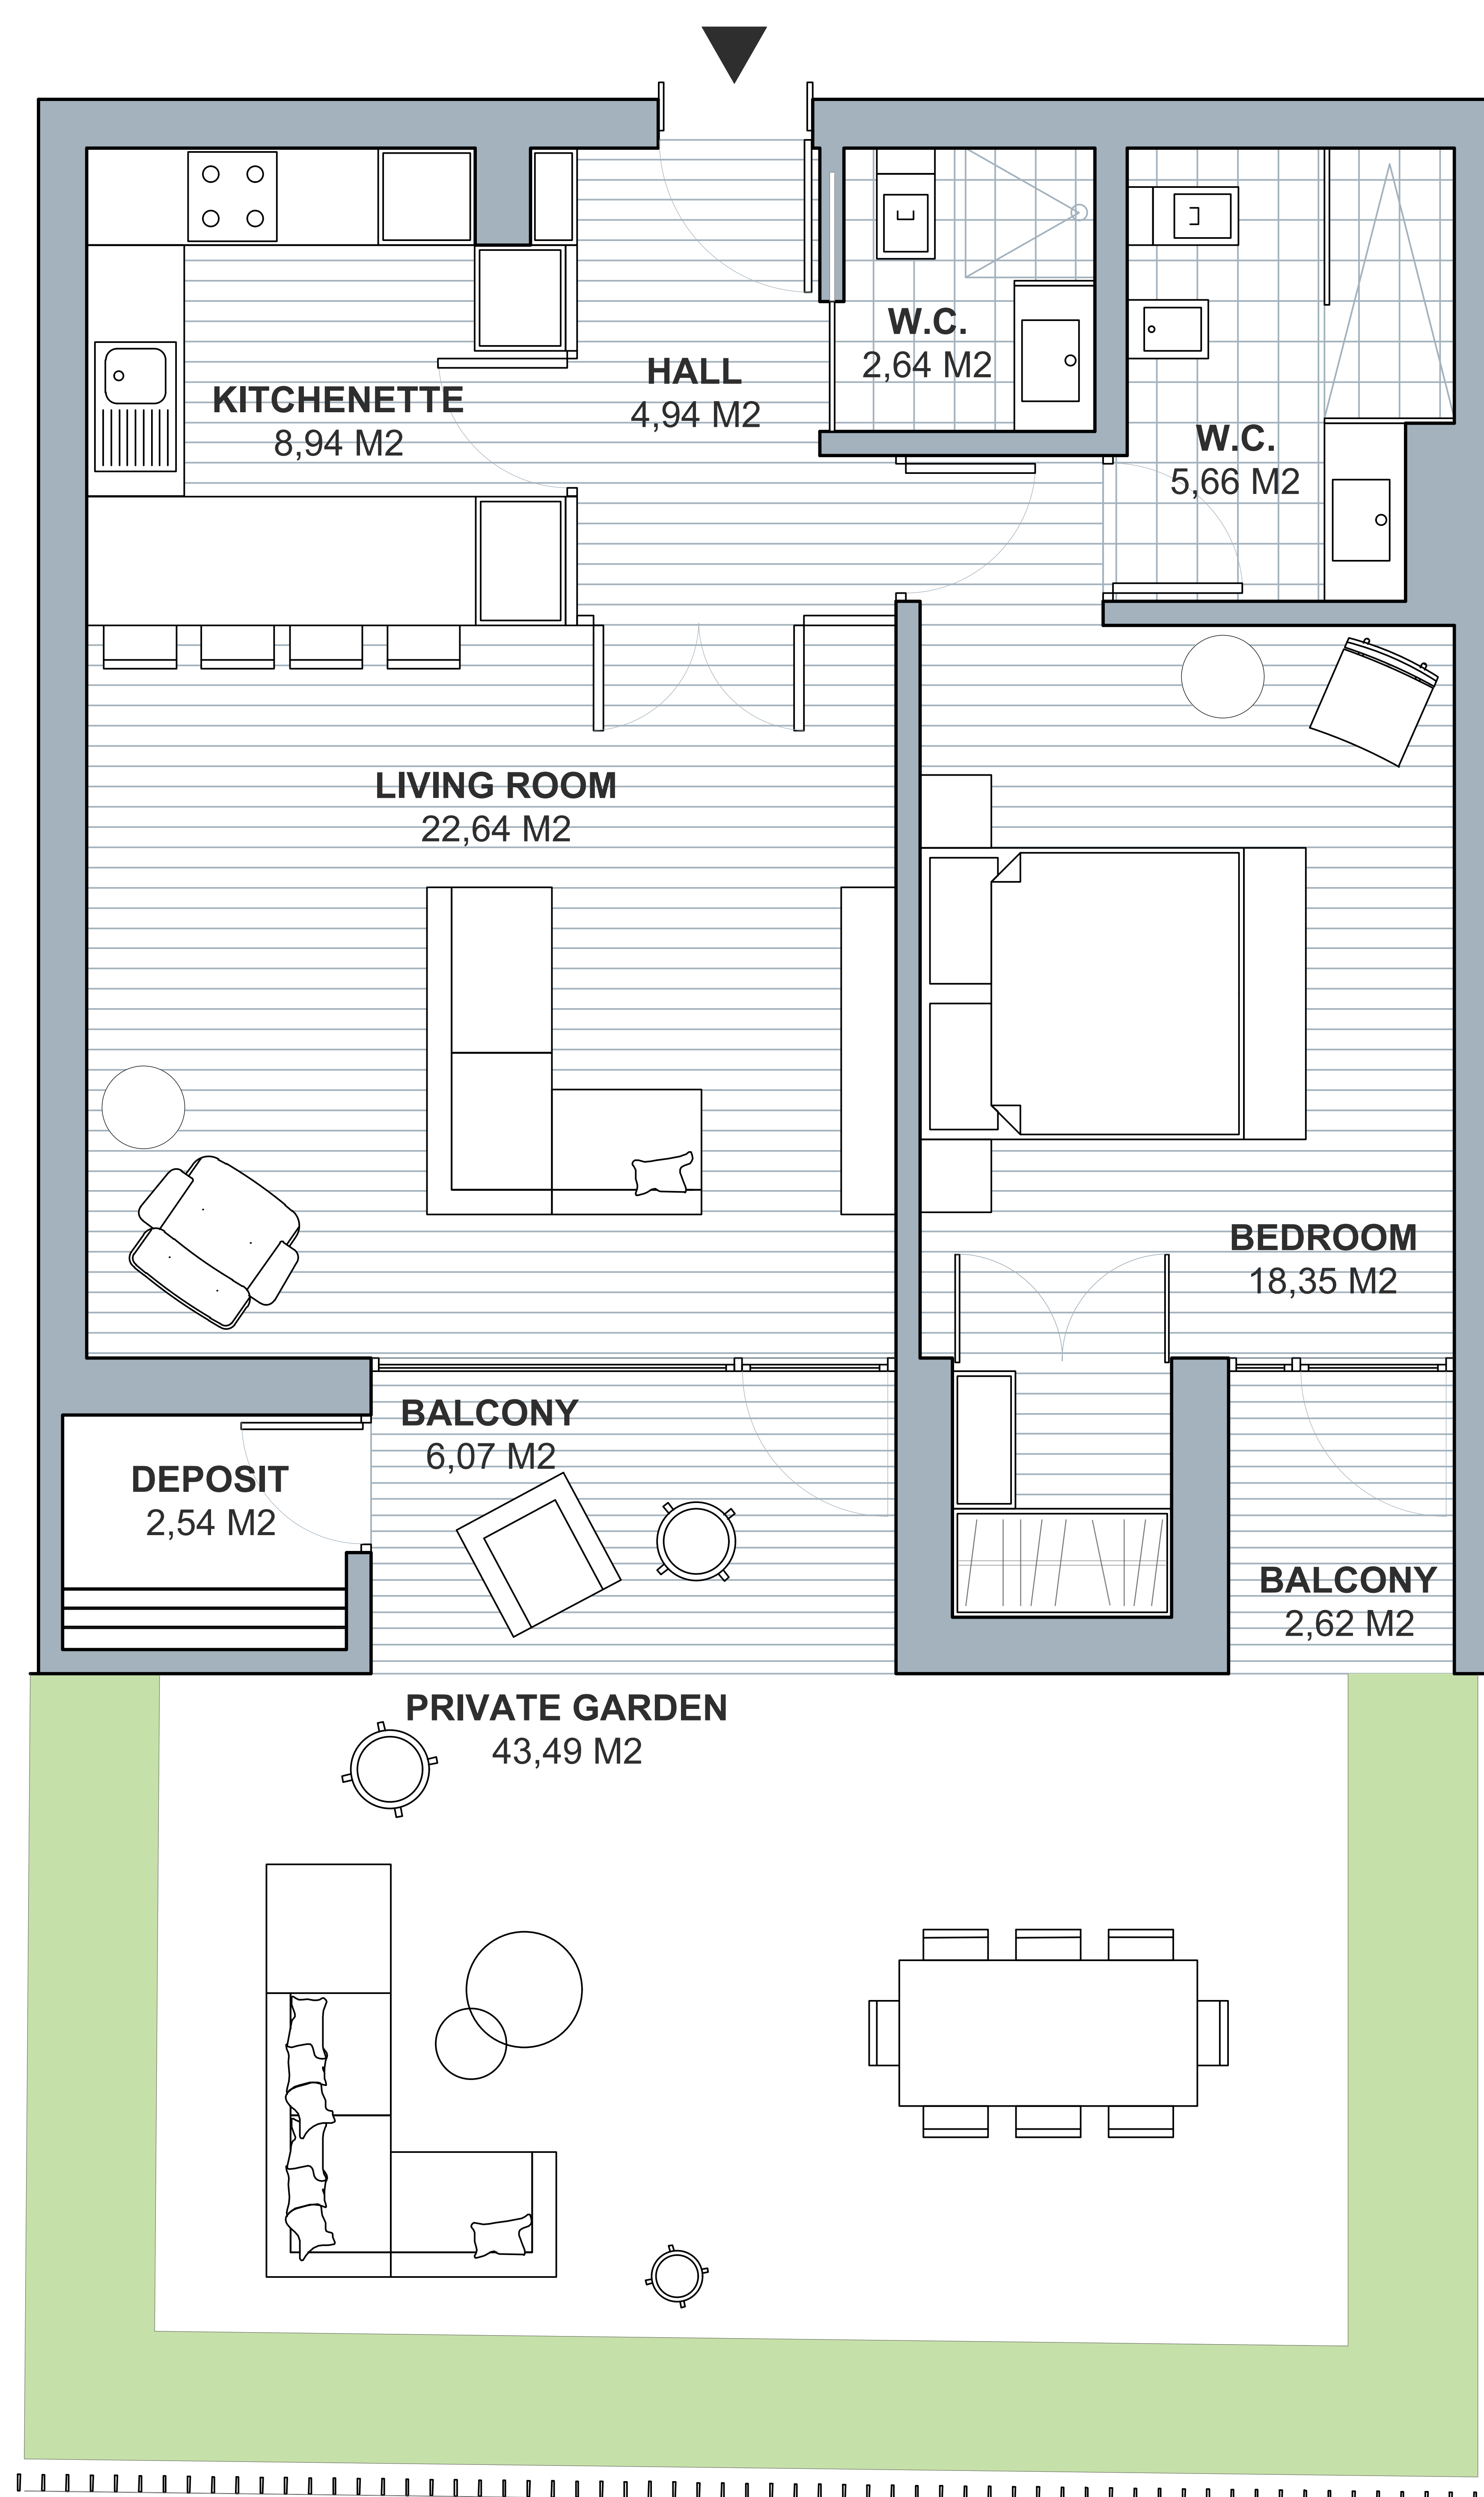 W.C.
2,64 M2
HALL
4,94 M2
KITCHENETTE
8,94 M2
W.C.
5,66 M2
LIVING ROOM
22,64 M2
BEDROOM
18,35 M2
BALCONY
6,07 M2
DEPOSIT
2,54 M2
BALCONY
2,62 M2
PRIVATE GARDEN
43,49 M2